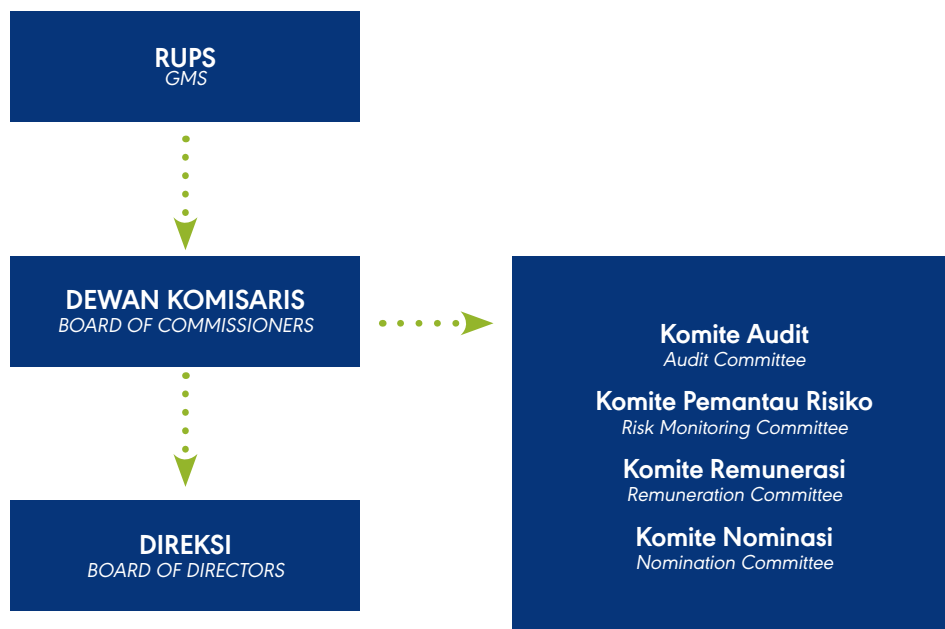 RUPS
GMS
DEWAN KOMISARIS
BOARD OF COMMISSIONERS
Komite Audit
Audit Committee
Komite Pemantau Risiko
Risk Monitoring Committee
Komite Remunerasi
Remuneration Committee
Komite Nominasi
Nomination Committee
DIREKSI
BOARD OF DIRECTORS